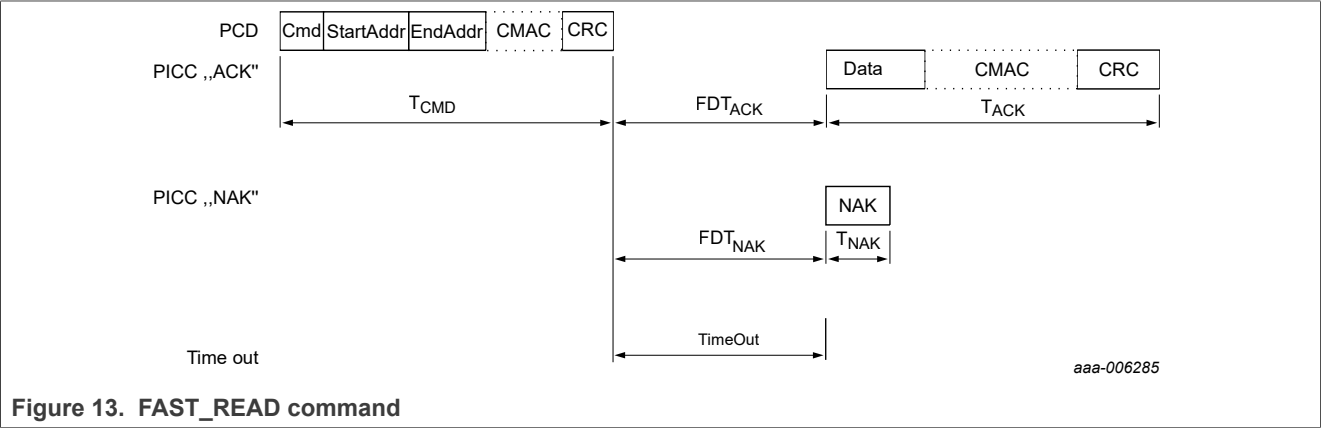 PCD Cmd StartAddr EndAddr CMAC CRC
PICC ,,ACK" Data CMAC CRC
TCMD FDTACK TACK
PICC ,,NAK" NAK
FDTNAK TNAK
TimeOut
Time out
aaa-006285
Figure 13. FAST_READ command